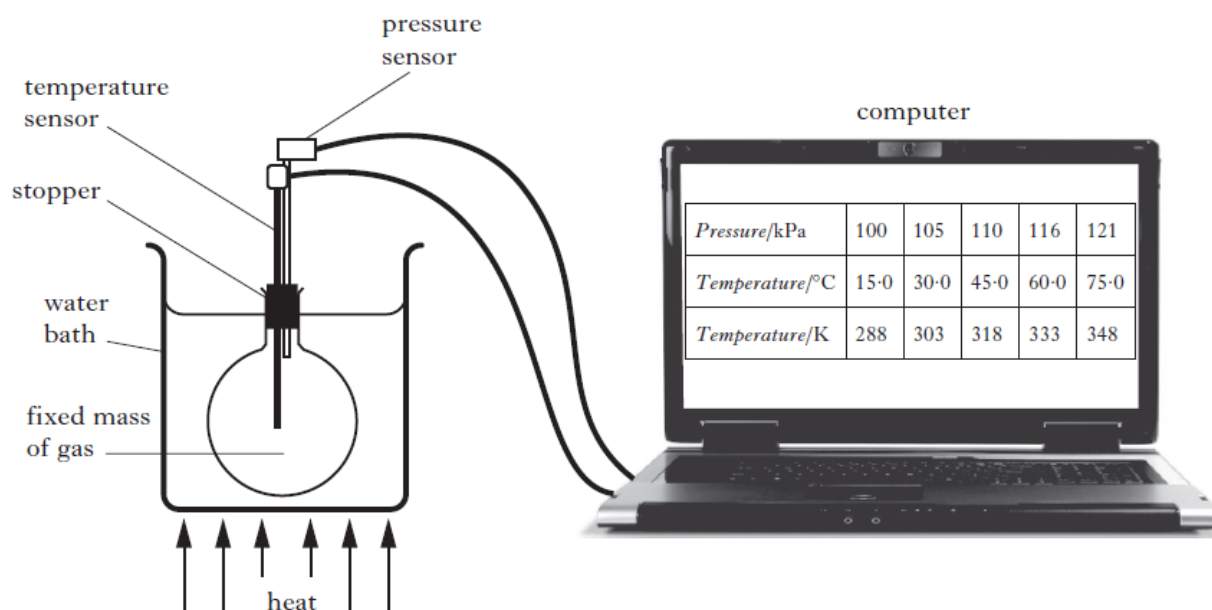 pressure
sensor
temperature
sensor
computer
stopper
Pressure/kPa 100 105 110 116 121
Temperature/°C 15·0 30·0 45·0 60·0 75·0
Temperature/K 288 303 318 333 348
water
bath
fixed mass
of gas
heat